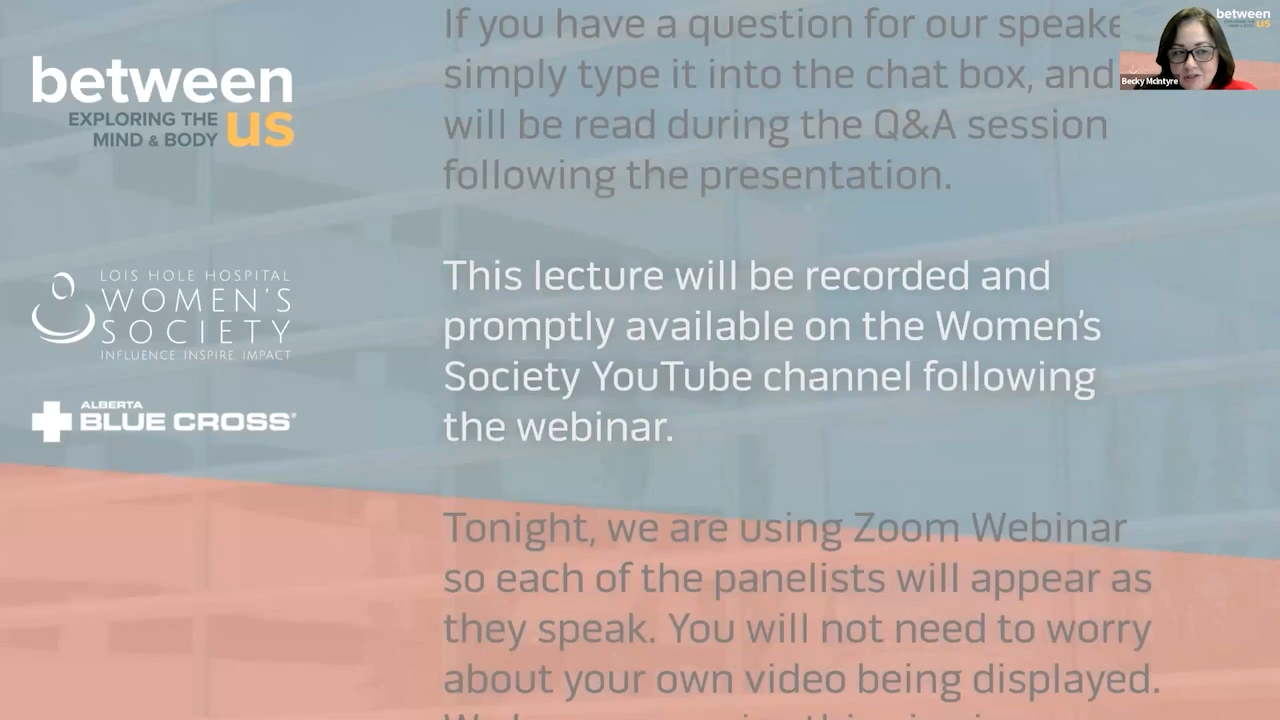 between
EXPLORING THE
MIND & BODY us
LOIS HOLE HOSPITAL
WOMEN'S
SOCIETY
INFLUENCE INSPIRE IMPACT
ALBERTA
BLUE CROSS®
If you have a question for our speake
simply type it into the chat box, and
will be read during the Q&A session
following the presentation.
This lecture will be recorded and
promptly available on the Women's
Society YouTube channel following
the webinar.
Tonight, we are using Zoom Webinar
so each of the panelists will appear as
they speak. You will not need to worry
about your own video being displayed.
between
us
Becky McIntyre